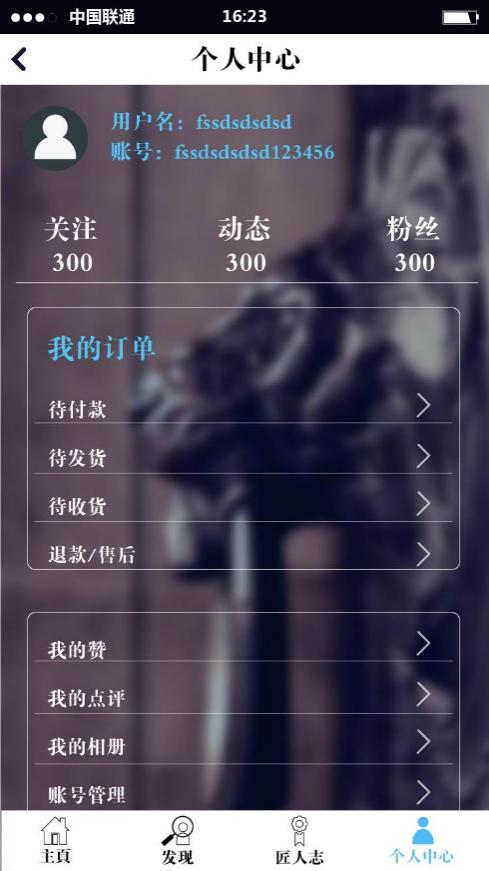 中国联通 16:23
个人中心
用户名：fssdsdsdsd
账号：fssdsdsdsd123456
关注 动态 粉丝
300 300 300
我的订单
待付款
待发货
待收货
退款/售后
我的赞
我的点评
我的相册
账号管理
主頁 发现 匠人志 个人中心